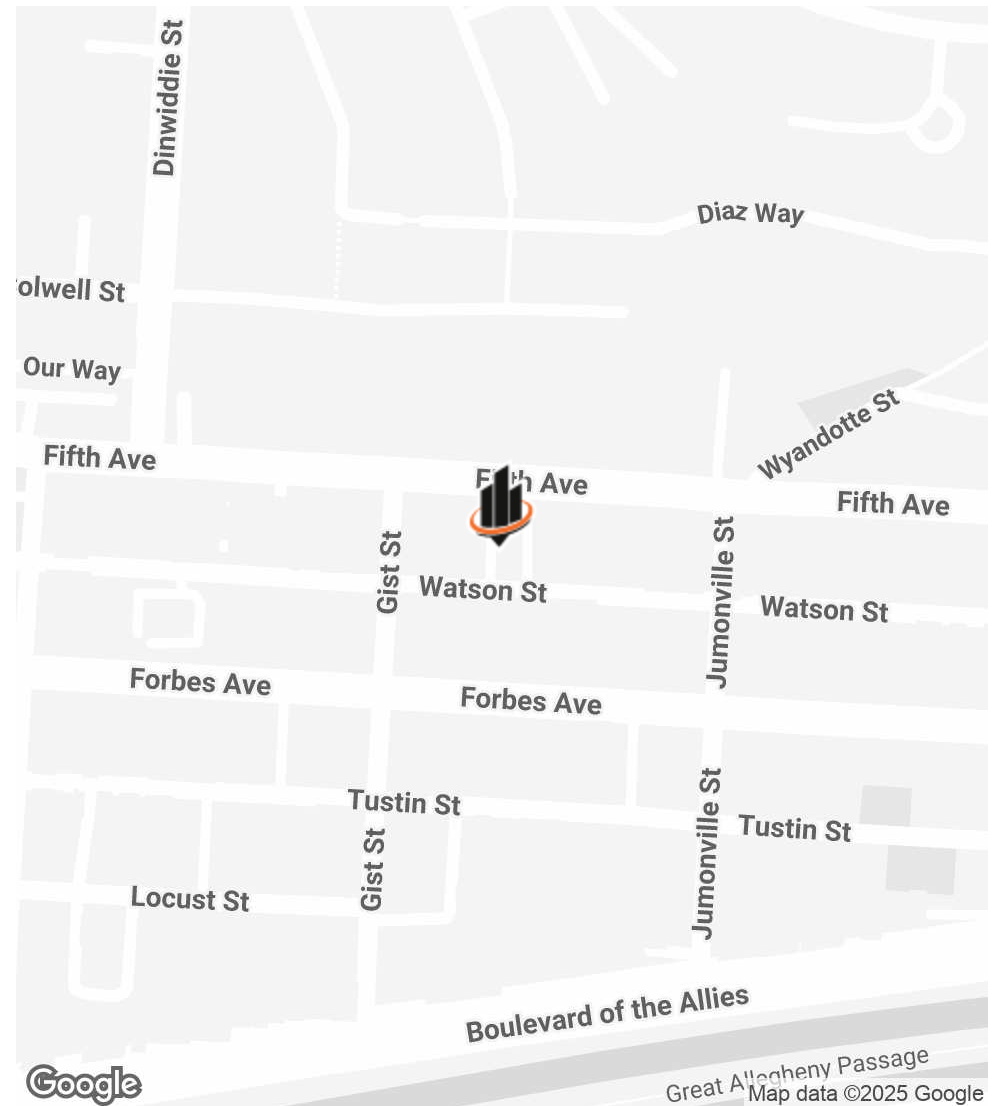 Dinwiddie St
Diaz Way
olwell St
Our Way
Wyandotte St
Fifth Ave
Fifth Ave
Fifth Ave
Gist St
Jumonville St
Watson St
Watson St
Forbes Ave
Forbes Ave
Tustin St
Jumonville St
Tustin St
Gist St
Locust St
Boulevard of the Allies
Great Allegheny Passage
Google
Map data ©2025 Google